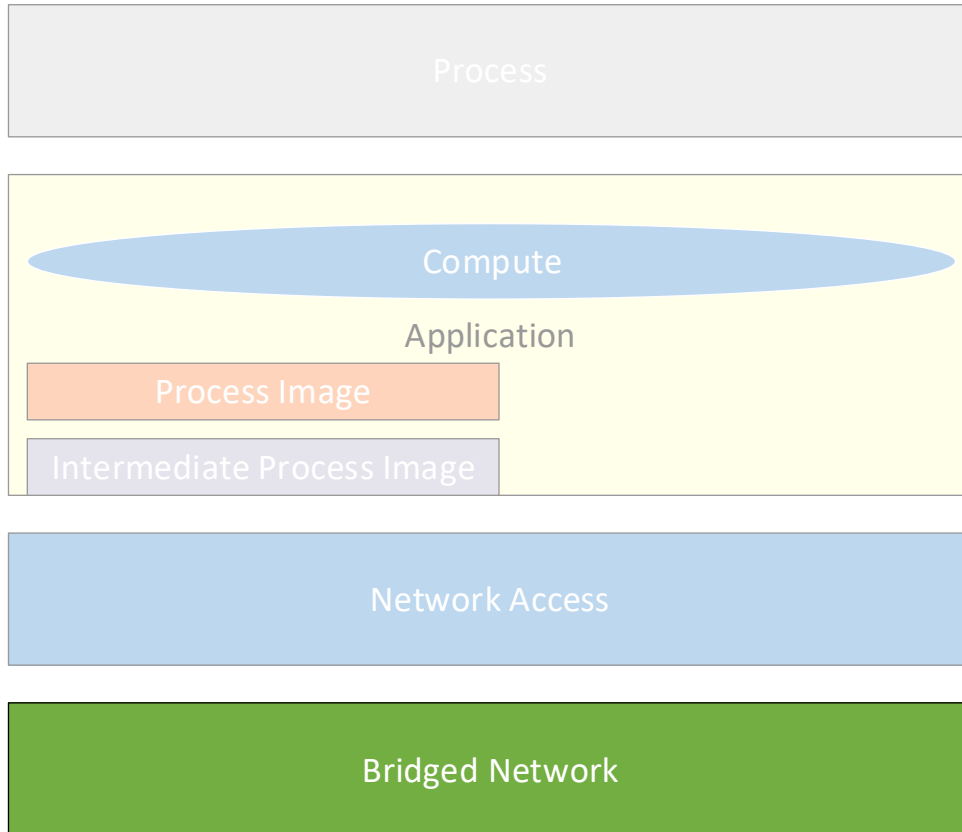 Process
Compute
Application
Process Image
Intermediate Process Image
Network Access
Bridged Network